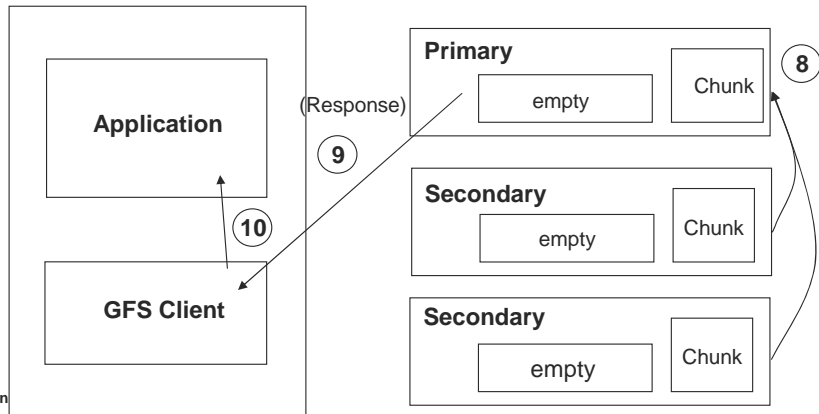 Primary
Chunk
8
empty
(Response)
Application
9
Secondary
Chunk
empty
10
GFS Client
Secondary
Chunk
empty
n